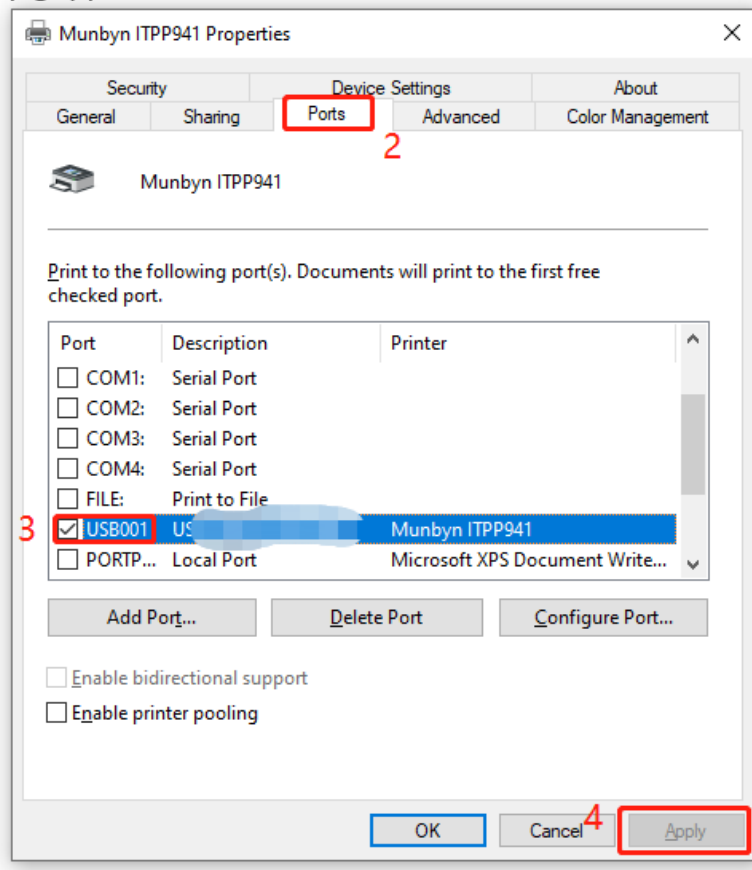 Munbyn ITPP941 Properties
Security Device Settings About
General Sharing Ports Advanced Color Management
2
Munbyn ITPP941
Print to the following port(s). Documents will print to the first free
checked port.
Port Description Printer
COM1: Serial Port
COM2: Serial Port
COM3: Serial Port
COM4: Serial Port
FILE: Print to File
3 USB001 Munbyn ITPP941
PORTP... Local Port Microsoft XPS Document Write...
Add Port... Delete Port Configure Port...
Enable bidirectional support
Enable printer pooling
OK Cancel 4 Apply